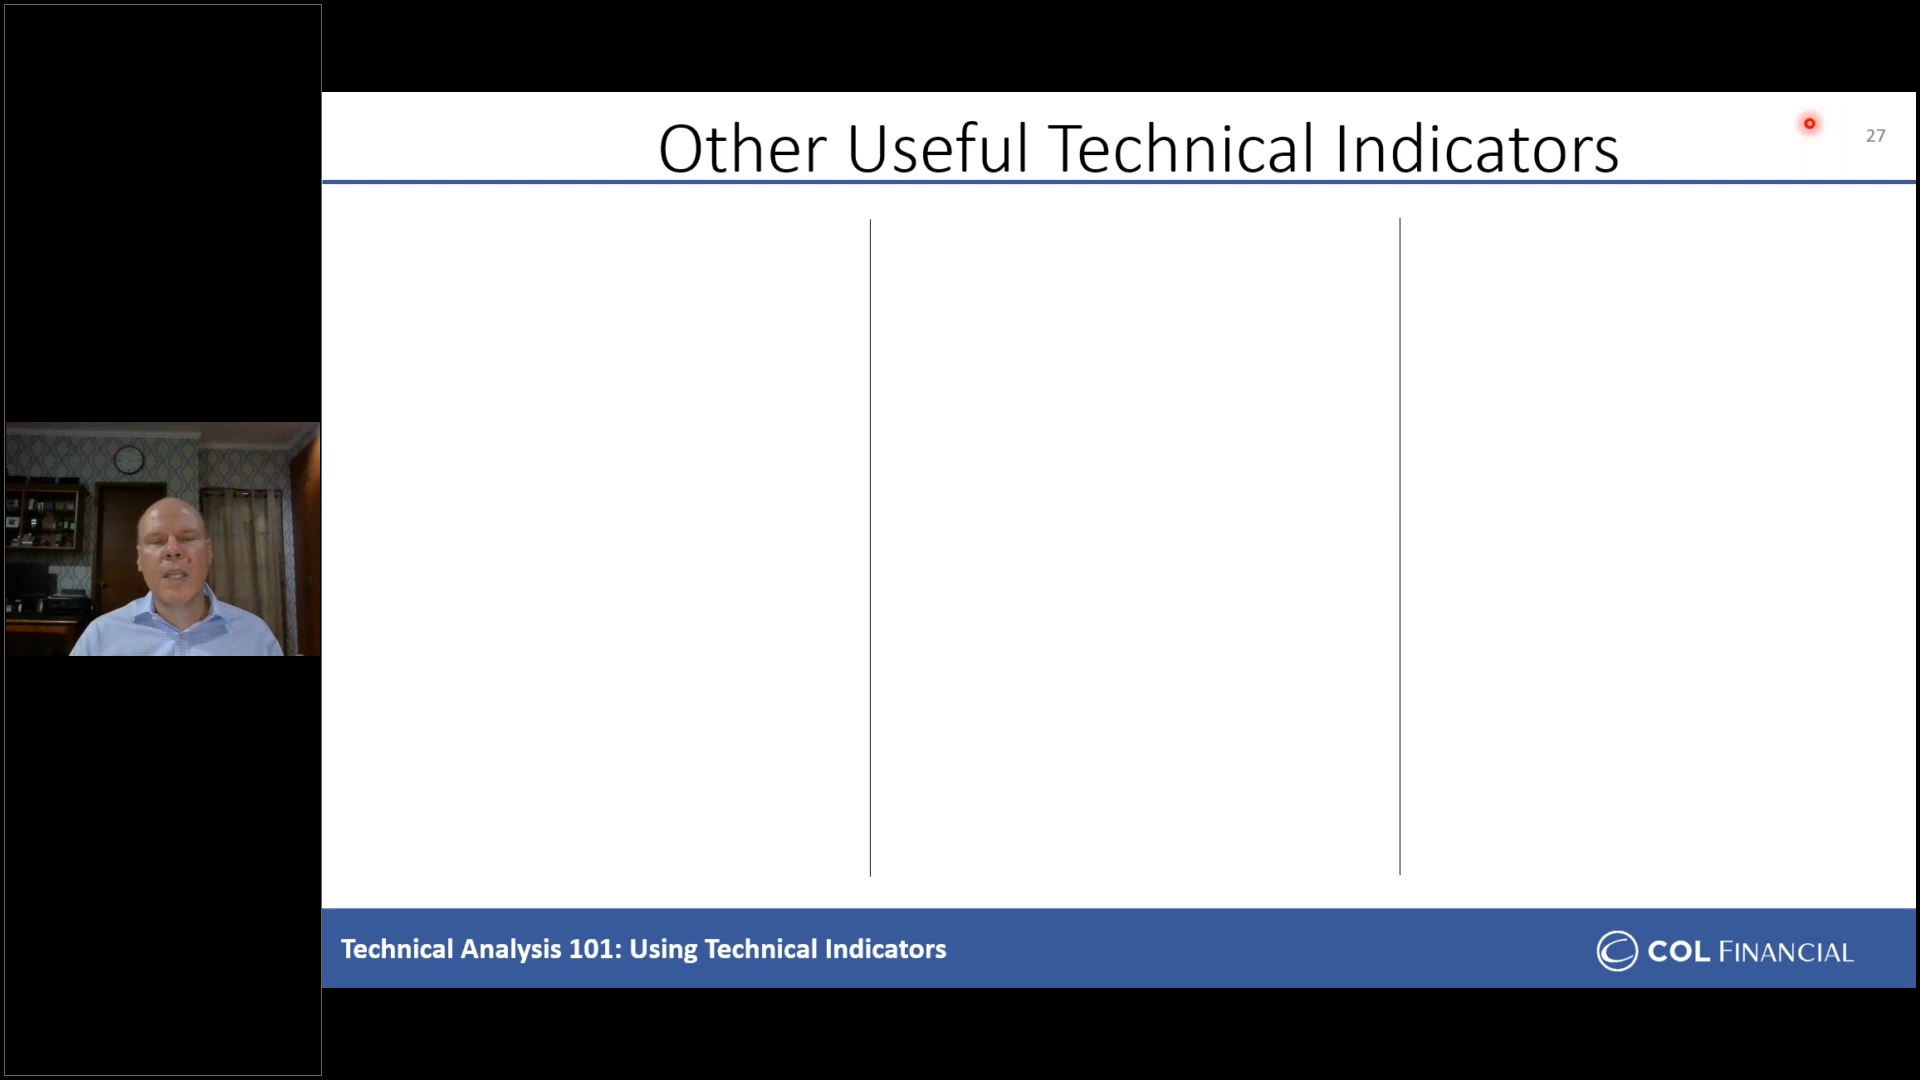 Other Useful Technical Indicators
27
Technical Analysis 101: Using Technical Indicators
COL FINANCIAL